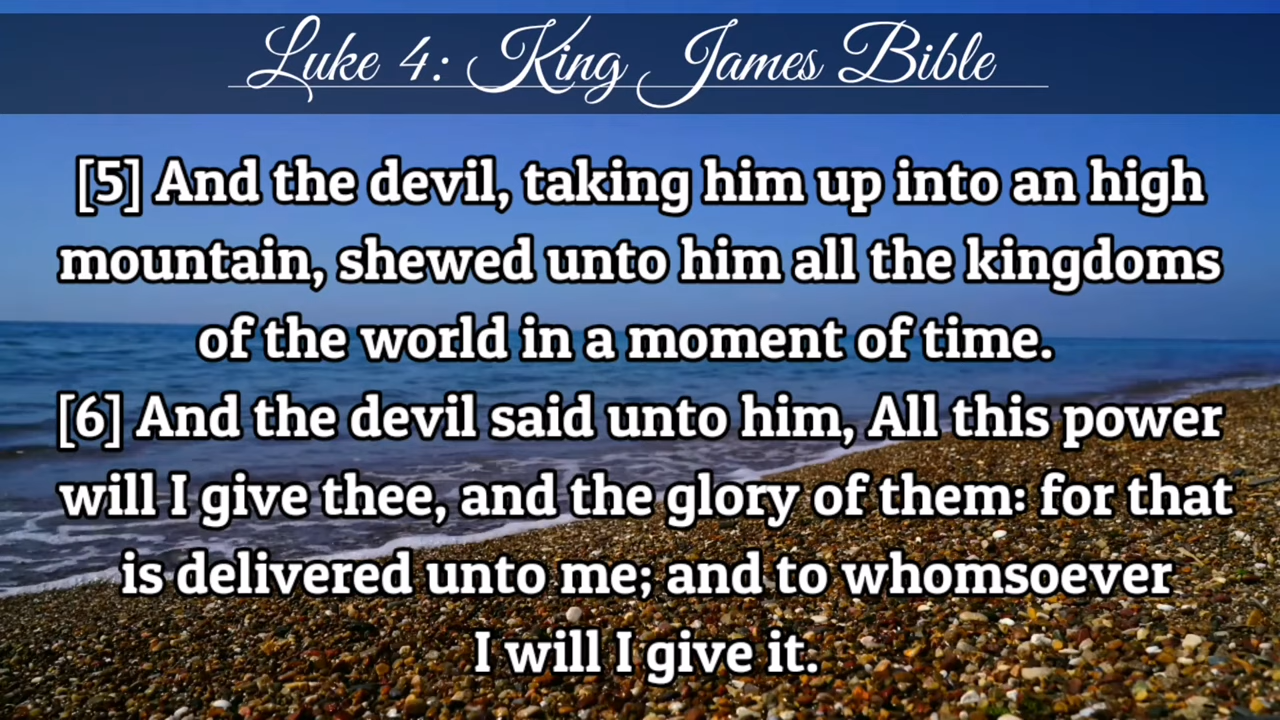 Luke 4: King James Bible
[5] And the devil, taking him up into an high
mountain, shewed unto him all the kingdoms
of the world in a moment of time.
[6] And the devil said unto him, All this power
will I give thee, and the glory of them: for that
is delivered unto me; and to whomsoever
I will I give it.